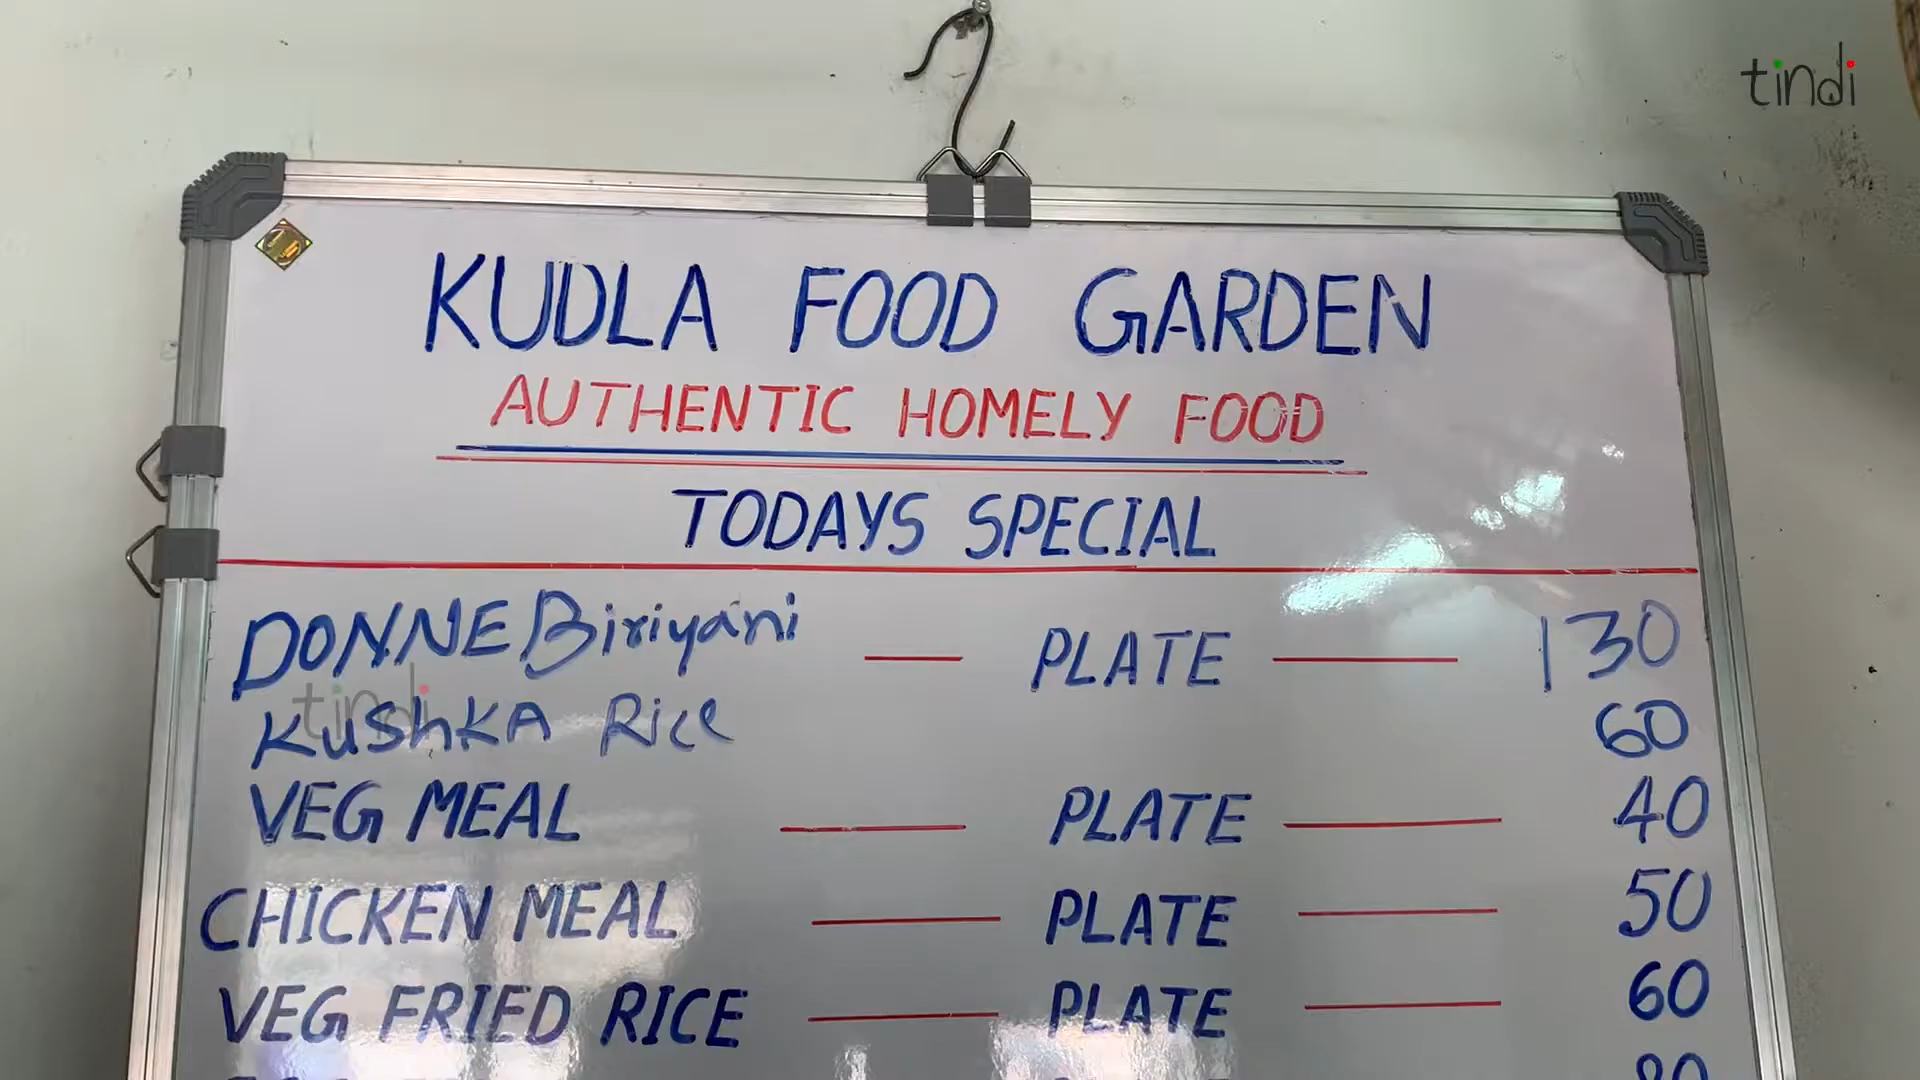 tindi
KUDLA FOOD GARDEN
AUTHENTIC HOMELY FOOD
TODAYS SPECIAL
DONNE Biriyani — PLATE — 130
tindi
KUSHKA Rice 60
VEG MEAL — PLATE — 40
CHICKEN MEAL — PLATE — 50
VEG FRIED RICE — PLATE — 60